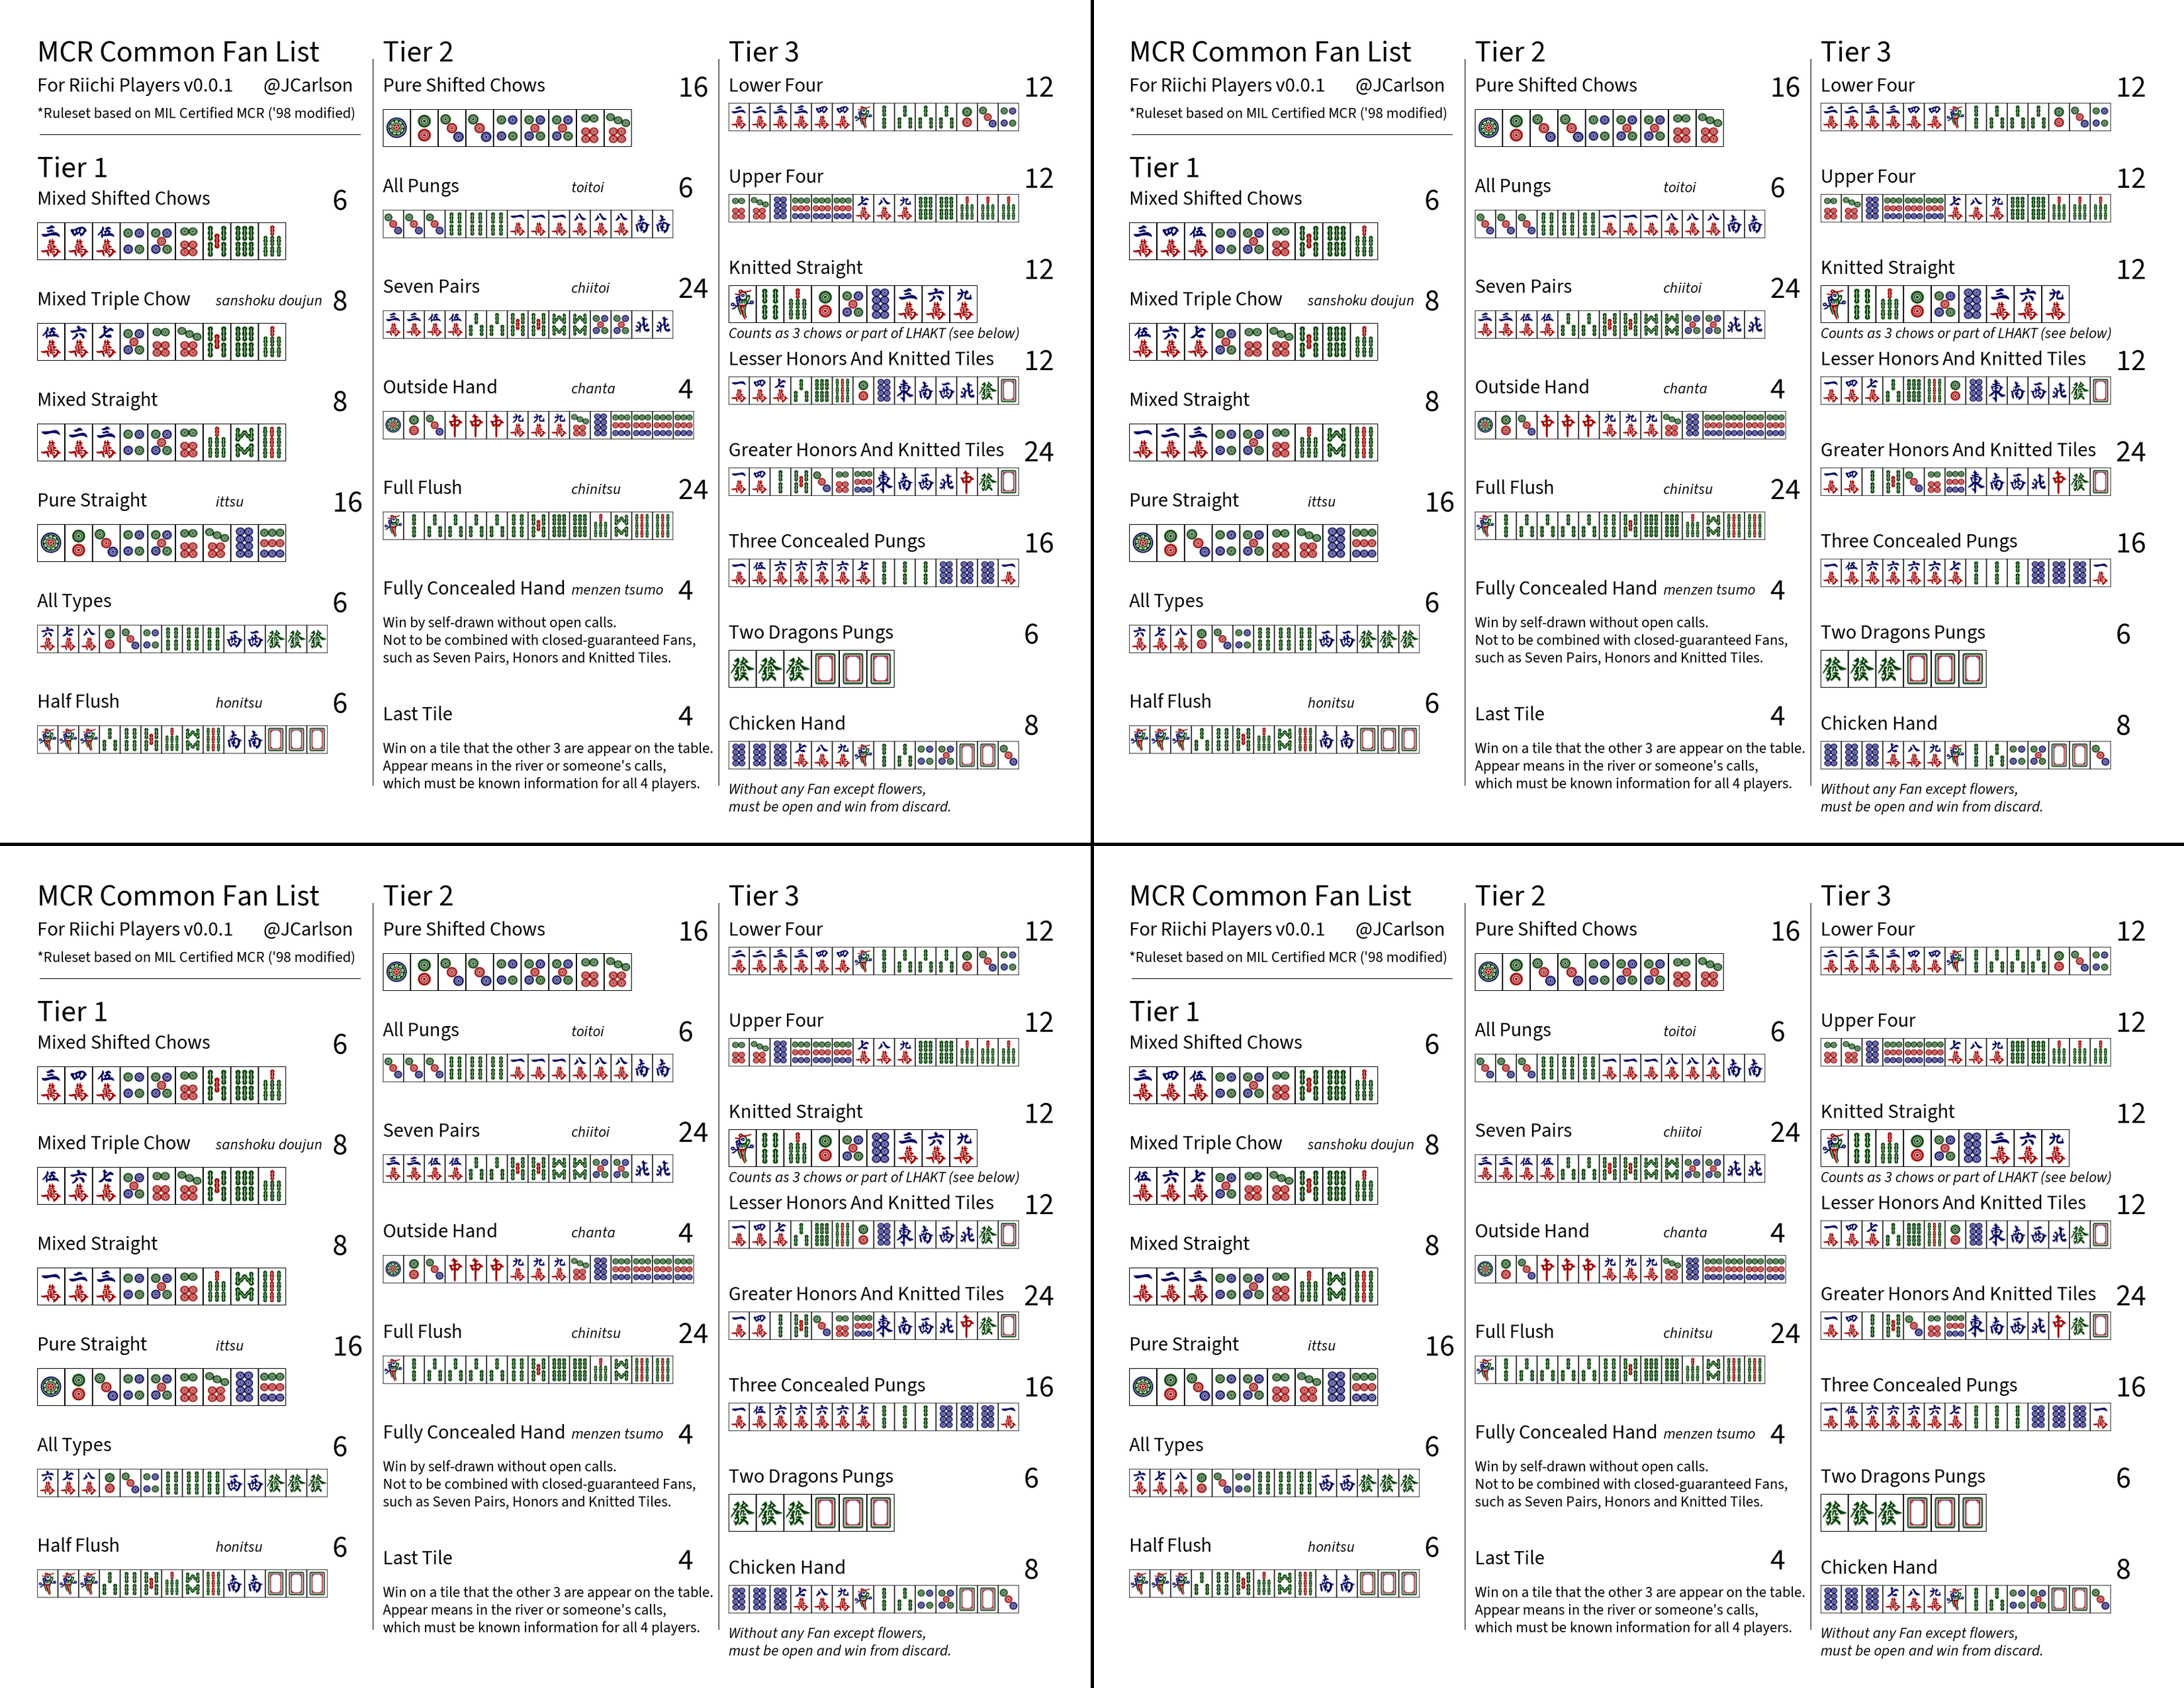 MCR Common Fan List
For Riichi Players v0.0.1 @JCarlson
*Ruleset based on MIL Certified MCR ('98 modified)
Tier 1
Mixed Shifted Chows 6
Mixed Triple Chow sanshoku doujun 8
Mixed Straight 8
Pure Straight ittsu 16
All Types 6
Half Flush honitsu 6
Tier 2
Pure Shifted Chows 16
All Pungs toitoi 6
Seven Pairs chiitoi 24
Outside Hand chanta 4
Full Flush chinitsu 24
Fully Concealed Hand menzen tsumo 4
Win by self-drawn without open calls.
Not to be combined with closed-guaranteed Fans,
such as Seven Pairs, Honors and Knitted Tiles.
Last Tile 4
Win on a tile that the other 3 are appear on the table.
Appear means in the river or someone's calls,
which must be known information for all 4 players.
Tier 3
Lower Four 12
Upper Four 12
Knitted Straight 12
Counts as 3 chows or part of LHAKT (see below)
Lesser Honors And Knitted Tiles 12
Greater Honors And Knitted Tiles 24
Three Concealed Pungs 16
Two Dragons Pungs 6
Chicken Hand 8
Without any Fan except flowers,
must be open and win from discard.
MCR Common Fan List
For Riichi Players v0.0.1 @JCarlson
*Ruleset based on MIL Certified MCR ('98 modified)
Tier 1
Mixed Shifted Chows 6
Mixed Triple Chow sanshoku doujun 8
Mixed Straight 8
Pure Straight ittsu 16
All Types 6
Half Flush honitsu 6
Tier 2
Pure Shifted Chows 16
All Pungs toitoi 6
Seven Pairs chiitoi 24
Outside Hand chanta 4
Full Flush chinitsu 24
Fully Concealed Hand menzen tsumo 4
Win by self-drawn without open calls.
Not to be combined with closed-guaranteed Fans,
such as Seven Pairs, Honors and Knitted Tiles.
Last Tile 4
Win on a tile that the other 3 are appear on the table.
Appear means in the river or someone's calls,
which must be known information for all 4 players.
Tier 3
Lower Four 12
Upper Four 12
Knitted Straight 12
Counts as 3 chows or part of LHAKT (see below)
Lesser Honors And Knitted Tiles 12
Greater Honors And Knitted Tiles 24
Three Concealed Pungs 16
Two Dragons Pungs 6
Chicken Hand 8
Without any Fan except flowers,
must be open and win from discard.
MCR Common Fan List
For Riichi Players v0.0.1 @JCarlson
*Ruleset based on MIL Certified MCR ('98 modified)
Tier 1
Mixed Shifted Chows 6
Mixed Triple Chow sanshoku doujun 8
Mixed Straight 8
Pure Straight ittsu 16
All Types 6
Half Flush honitsu 6
Tier 2
Pure Shifted Chows 16
All Pungs toitoi 6
Seven Pairs chiitoi 24
Outside Hand chanta 4
Full Flush chinitsu 24
Fully Concealed Hand menzen tsumo 4
Win by self-drawn without open calls.
Not to be combined with closed-guaranteed Fans,
such as Seven Pairs, Honors and Knitted Tiles.
Last Tile 4
Win on a tile that the other 3 are appear on the table.
Appear means in the river or someone's calls,
which must be known information for all 4 players.
Tier 3
Lower Four 12
Upper Four 12
Knitted Straight 12
Counts as 3 chows or part of LHAKT (see below)
Lesser Honors And Knitted Tiles 12
Greater Honors And Knitted Tiles 24
Three Concealed Pungs 16
Two Dragons Pungs 6
Chicken Hand 8
Without any Fan except flowers,
must be open and win from discard.
MCR Common Fan List
For Riichi Players v0.0.1 @JCarlson
*Ruleset based on MIL Certified MCR ('98 modified)
Tier 1
Mixed Shifted Chows 6
Mixed Triple Chow sanshoku doujun 8
Mixed Straight 8
Pure Straight ittsu 16
All Types 6
Half Flush honitsu 6
Tier 2
Pure Shifted Chows 16
All Pungs toitoi 6
Seven Pairs chiitoi 24
Outside Hand chanta 4
Full Flush chinitsu 24
Fully Concealed Hand menzen tsumo 4
Win by self-drawn without open calls.
Not to be combined with closed-guaranteed Fans,
such as Seven Pairs, Honors and Knitted Tiles.
Last Tile 4
Win on a tile that the other 3 are appear on the table.
Appear means in the river or someone's calls,
which must be known information for all 4 players.
Tier 3
Lower Four 12
Upper Four 12
Knitted Straight 12
Counts as 3 chows or part of LHAKT (see below)
Lesser Honors And Knitted Tiles 12
Greater Honors And Knitted Tiles 24
Three Concealed Pungs 16
Two Dragons Pungs 6
Chicken Hand 8
Without any Fan except flowers,
must be open and win from discard.